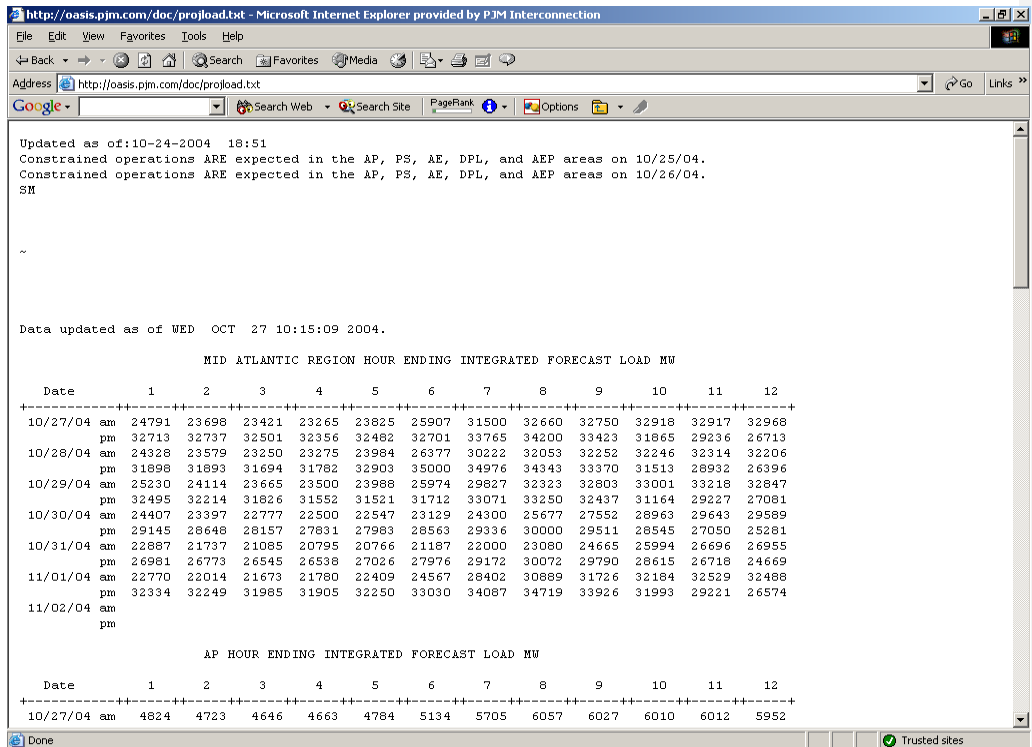 http://oasis.pjm.com/doc/projload.txt - Microsoft Internet Explorer provided by PJM Interconnection
File Edit View Favorites Tools Help
Back Search Favorites Media
Address http://oasis.pjm.com/doc/projload.txt Go Links »
Google Search Web Search Site PageRank Options
Updated as of:10-24-2004 18:51
Constrained operations ARE expected in the AP, PS, AE, DPL, and AEP areas on 10/25/04.
Constrained operations ARE expected in the AP, PS, AE, DPL, and AEP areas on 10/26/04.
SM
~
Data updated as of WED OCT 27 10:15:09 2004.
MID ATLANTIC REGION HOUR ENDING INTEGRATED FORECAST LOAD MW
Date 1 2 3 4 5 6 7 8 9 10 11 12
+-----------++------++------++------++------++------++------++------++------++------++------++------++------+
10/27/04 am 24791 23698 23421 23265 23825 25907 31500 32660 32750 32918 32917 32968
pm 32713 32737 32501 32356 32482 32701 33765 34200 33423 31865 29236 26713
10/28/04 am 24328 23579 23250 23275 23984 26377 30222 32053 32252 32246 32314 32206
pm 31898 31893 31694 31782 32903 35000 34976 34343 33370 31513 28932 26396
10/29/04 am 25230 24114 23665 23500 23988 25974 29827 32323 32803 33001 33218 32847
pm 32495 32214 31826 31552 31521 31712 33071 33250 32437 31164 29227 27081
10/30/04 am 24407 23397 22777 22500 22547 23129 24300 25677 27552 28963 29643 29589
pm 29145 28648 28157 27831 27983 28563 29336 30000 29511 28545 27050 25281
10/31/04 am 22887 21737 21085 20795 20766 21187 22000 23080 24665 25994 26696 26955
pm 26981 26773 26545 26538 27026 27976 29172 30072 29790 28615 26718 24669
11/01/04 am 22770 22014 21673 21780 22409 24567 28402 30889 31726 32184 32529 32488
pm 32334 32249 31985 31905 32250 33030 34087 34719 33926 31993 29221 26574
11/02/04 am
pm
AP HOUR ENDING INTEGRATED FORECAST LOAD MW
Date 1 2 3 4 5 6 7 8 9 10 11 12
+-----------++------++------++------++------++------++------++------++------++------++------++------++------+
10/27/04 am 4824 4723 4646 4663 4784 5134 5705 6057 6027 6010 6012 5952
Done Trusted sites